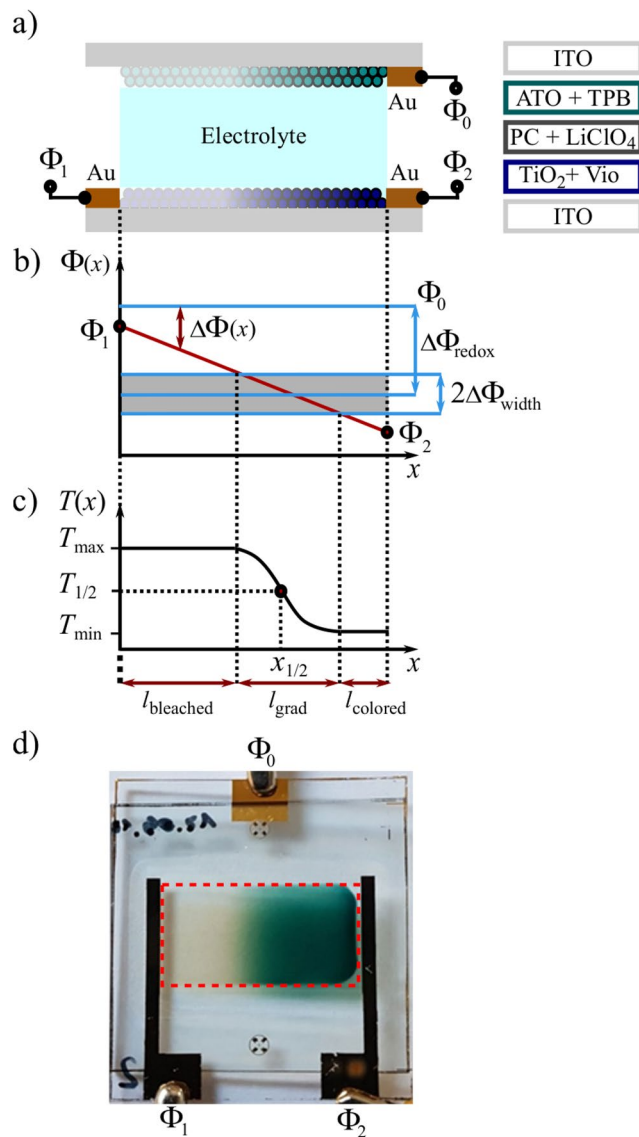 a)
ITO
Au
Φ₀
ATO + TPB
Electrolyte
PC + LiClO₄
Φ₁
Au
Au
Φ₂
TiO₂+ Vio
ITO
b)
Φ(x)
Φ₀
Φ₁
ΔΦ(x)
ΔΦredox
2ΔΦwidth
Φ₂
x
c)
T(x)
Tmax
T1/2
Tmin
x1/2
x
lbleached
lgrad
lcolored
d)
Φ₀
Φ₁
Φ₂